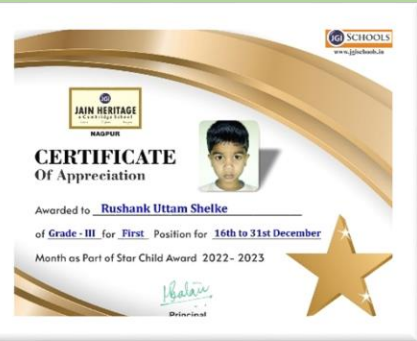 JGI SCHOOLS
www.jgischools.in
JGI
JAIN HERITAGE
a Cambridge School
NAGPUR
CERTIFICATE
Of Appreciation
Awarded to Rushank Uttam Shelke
of Grade - III for First Position for 16th to 31st December
Month as Part of Star Child Award 2022- 2023
Principal